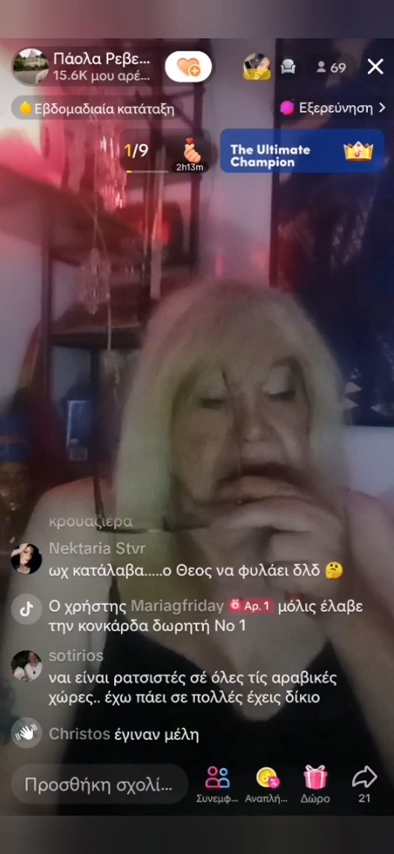 Πάολα Ρεβε...
15.6K μου αρέ...
69
Εβδομαδιαία κατάταξη
Εξερεύνηση >
1/9
2h13m
The Ultimate
Champion
κρουαζιερα
Nektaria Stvr
ωχ κατάλαβα.....ο Θεος να φυλάει δλδ 🤔
Ο χρήστης Mariagfriday Αρ. 1 μόλις έλαβε
την κονκάρδα δωρητή No 1
sotirios
ναι είναι ρατσιστές σέ όλες τίς αραβικές
χώρες.. έχω πάει σε πολλές έχεις δίκιο
Christos έγιναν μέλη
Προσθήκη σχολί...
Συνεμφ...
Αναπλή...
Δώρο
21